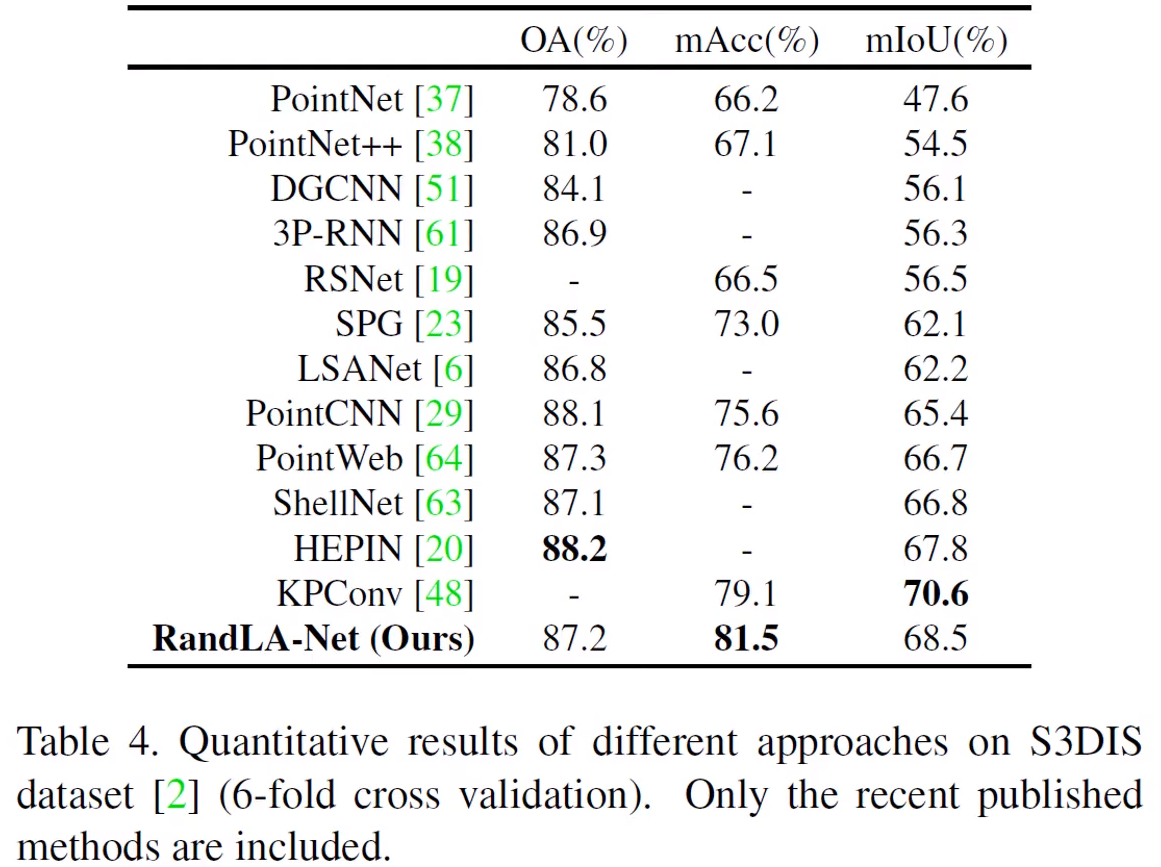 OA(%) mAcc(%) mIoU(%)
PointNet [37] 78.6 66.2 47.6
PointNet++ [38] 81.0 67.1 54.5
DGCNN [51] 84.1 - 56.1
3P-RNN [61] 86.9 - 56.3
RSNet [19] - 66.5 56.5
SPG [23] 85.5 73.0 62.1
LSANet [6] 86.8 - 62.2
PointCNN [29] 88.1 75.6 65.4
PointWeb [64] 87.3 76.2 66.7
ShellNet [63] 87.1 - 66.8
HEPIN [20] 88.2 - 67.8
KPConv [48] - 79.1 70.6
RandLA-Net (Ours) 87.2 81.5 68.5
Table 4. Quantitative results of different approaches on S3DIS
dataset [2] (6-fold cross validation). Only the recent published
methods are included.